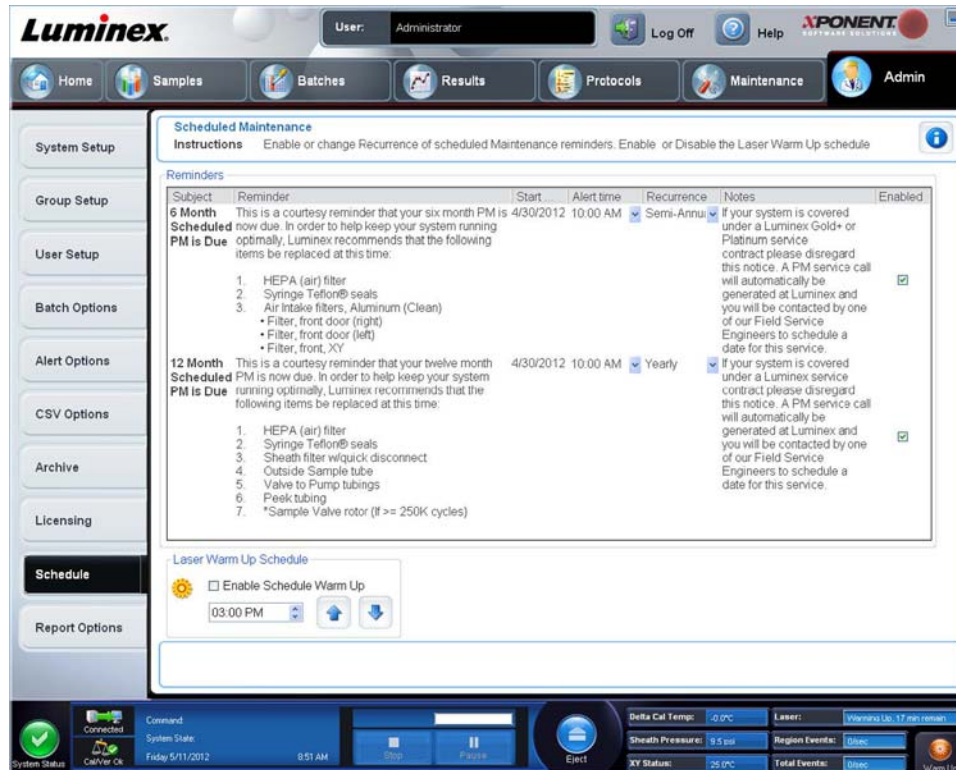 Luminex.
User: Administrator
Log Off
Help
XPONENT.
SOFTWARE SOLUTIONS
Home
Samples
Batches
Results
Protocols
Maintenance
Admin
System Setup
Group Setup
User Setup
Batch Options
Alert Options
CSV Options
Archive
Licensing
Schedule
Report Options
Scheduled Maintenance
Instructions Enable or change Recurrence of scheduled Maintenance reminders. Enable or Disable the Laser Warm Up schedule
Reminders
Subject Reminder Start Alert time Recurrence Notes Enabled
6 Month
Scheduled
PM is Due
This is a courtesy reminder that your six month PM is
now due. In order to help keep your system running
optimally, Luminex recommends that the following
items be replaced at this time:
1. HEPA (air) filter
2. Syringe Teflon® seals
3. Air Intake filters, Aluminum (Clean)
• Filter, front door (right)
• Filter, front door (left)
• Filter, front, XY
4/30/2012 10:00 AM Semi-Annu
If your system is covered
under a Luminex Gold+ or
Platinum service
contract please disregard
this notice. A PM service call
will automatically be
generated at Luminex and
you will be contacted by one
of our Field Service
Engineers to schedule a
date for this service.
12 Month
Scheduled
PM is Due
This is a courtesy reminder that your twelve month
PM is now due. In order to help keep your system
running optimally, Luminex recommends that the
following items be replaced at this time:
1. HEPA (air) filter
2. Syringe Teflon® seals
3. Sheath filter w/quick disconnect
4. Outside Sample tube
5. Valve to Pump tubings
6. Peek tubing
7. *Sample Valve rotor (If >= 250K cycles)
4/30/2012 10:00 AM Yearly
If your system is covered
under a Luminex service
contract please disregard
this notice. A PM service call
will automatically be
generated at Luminex and
you will be contacted by one
of our Field Service
Engineers to schedule a
date for this service.
Laser Warm Up Schedule
Enable Schedule Warm Up
03:00 PM
System Status
Connected
Cal/Ver Ok
Command:
System State:
Friday 5/11/2012 8:51 AM
Stop
Pause
Eject
Delta Cal Temp: -0.0°C
Sheath Pressure: 9.5 psi
XY Status: 25.0°C
Laser: Warming Up, 17 min remain
Region Events: 0/sec
Total Events: 0/sec
Warm Up